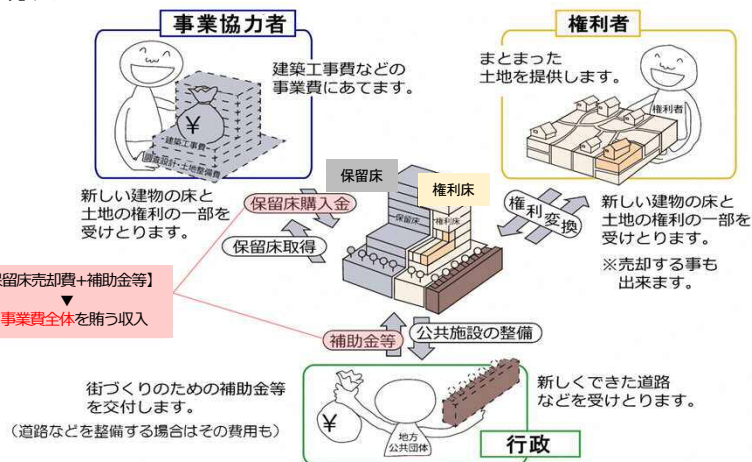 事業協力者
建築工事費などの
事業費にあてます。
¥
建築工事費
調査設計・土地整備費
新しい建物の床と
土地の権利の一部を
受けとります。
権利者
まとまった
土地を提供します。
権利者
保留床
権利床
保留床
権利床
保留床購入金
保留床取得
権利変換
新しい建物の床と
土地の権利の一部を
受けとります。
※売却する事も
出来ます。
留床売却費+補助金等】
▼
事業費全体を賄う収入
補助金等
公共施設の整備
街づくりのための補助金等
を交付します。
(道路などを整備する場合はその費用も)
¥
地方
公共団体
新しくできた道路
などを受けとります。
行政